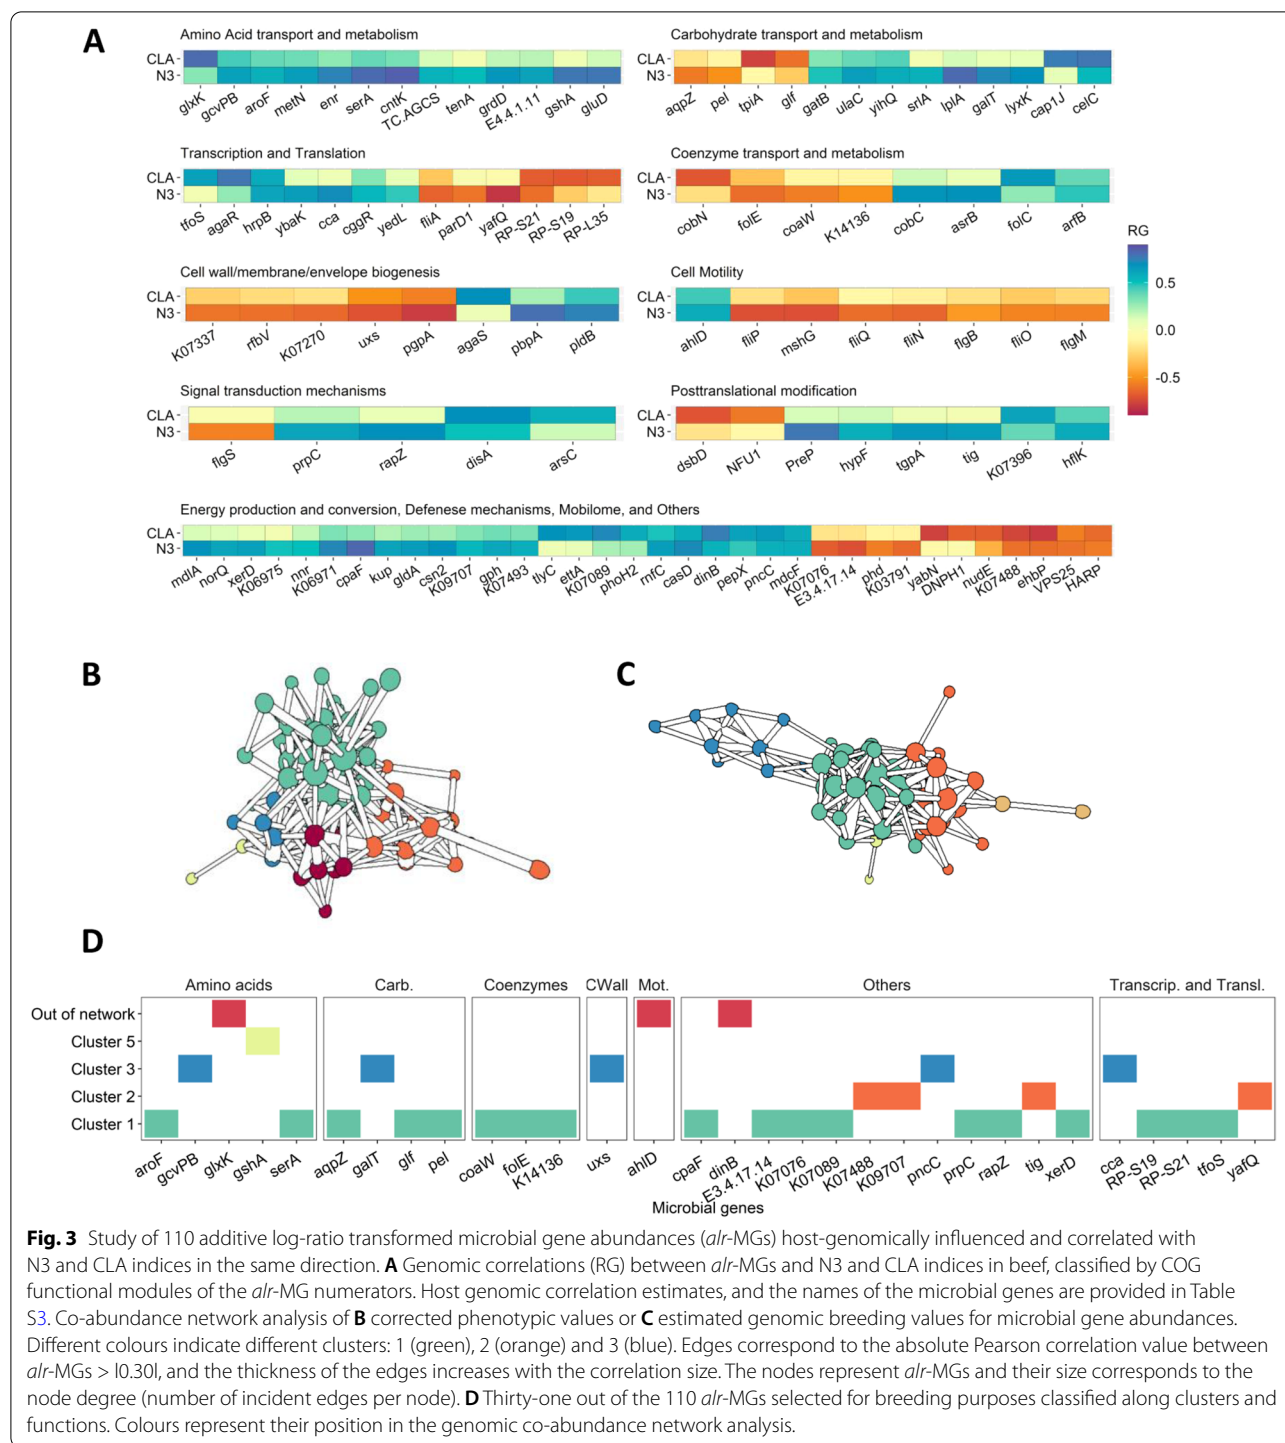 A
Amino Acid transport and metabolism
CLA
N3
glxK gcvPB aroF metN enr serA cntK TC.AGCS tenA grdD E4.4.1.11 gshA gluD
Carbohydrate transport and metabolism
CLA
N3
aqpZ pel tpiA glf gatB ulaC yihQ srlA lplA galT lyxK cap1J celC
Transcription and Translation
CLA
N3
tfoS agaR hrpB ybaK cca cggR yedL fliA parD1 yafQ RP-S21 RP-S19 RP-L35
Coenzyme transport and metabolism
CLA
N3
cobN folE coaW K14136 cobC asrB folC arfB
Cell wall/membrane/envelope biogenesis
CLA
N3
K07337 rfbV K07270 uxs pgpA agaS pbpA pldB
Cell Motility
CLA
N3
ahlD fliP mshG fliQ fliN flgB fliO flgM
RG
0.5
0.0
-0.5
Signal transduction mechanisms
CLA
N3
flgS prpC rapZ disA arsC
Posttranslational modification
CLA
N3
dsbD NFU1 PreP hypF tgpA tig K07396 hflK
Energy production and conversion, Defenese mechanisms, Mobilome, and Others
CLA
N3
mdlA norQ xerD K06975 nnr K06971 cpaF kup gldA csn2 K09707 gph K07493 tlyC ettA K07089 phoH2 rnfC casD dinB pepX pncC mdcF K07076 E3.4.17.14 phd K03791 yabN DNPH1 nudE K07488 ehbP VPS25 HARP
B
C
D
Amino acids Carb. Coenzymes CWall Mot. Others Transcrip. and Transl.
Out of network
Cluster 5
Cluster 3
Cluster 2
Cluster 1
aroF gcvPB glxK gshA serA aqpZ galT glf pel coaW folE K14136 uxs ahlD cpaF dinB E3.4.17.14 K07076 K07089 K07488 K09707 pncC prpC rapZ tig xerD cca RP-S19 RP-S21 tfoS yafQ
Microbial genes
Fig. 3 Study of 110 additive log-ratio transformed microbial gene abundances (alr-MGs) host-genomically influenced and correlated with
N3 and CLA indices in the same direction. A Genomic correlations (RG) between alr-MGs and N3 and CLA indices in beef, classified by COG
functional modules of the alr-MG numerators. Host genomic correlation estimates, and the names of the microbial genes are provided in Table
S3. Co-abundance network analysis of B corrected phenotypic values or C estimated genomic breeding values for microbial gene abundances.
Different colours indicate different clusters: 1 (green), 2 (orange) and 3 (blue). Edges correspond to the absolute Pearson correlation value between
alr-MGs > l0.30l, and the thickness of the edges increases with the correlation size. The nodes represent alr-MGs and their size corresponds to the
node degree (number of incident edges per node). D Thirty-one out of the 110 alr-MGs selected for breeding purposes classified along clusters and
functions. Colours represent their position in the genomic co-abundance network analysis.